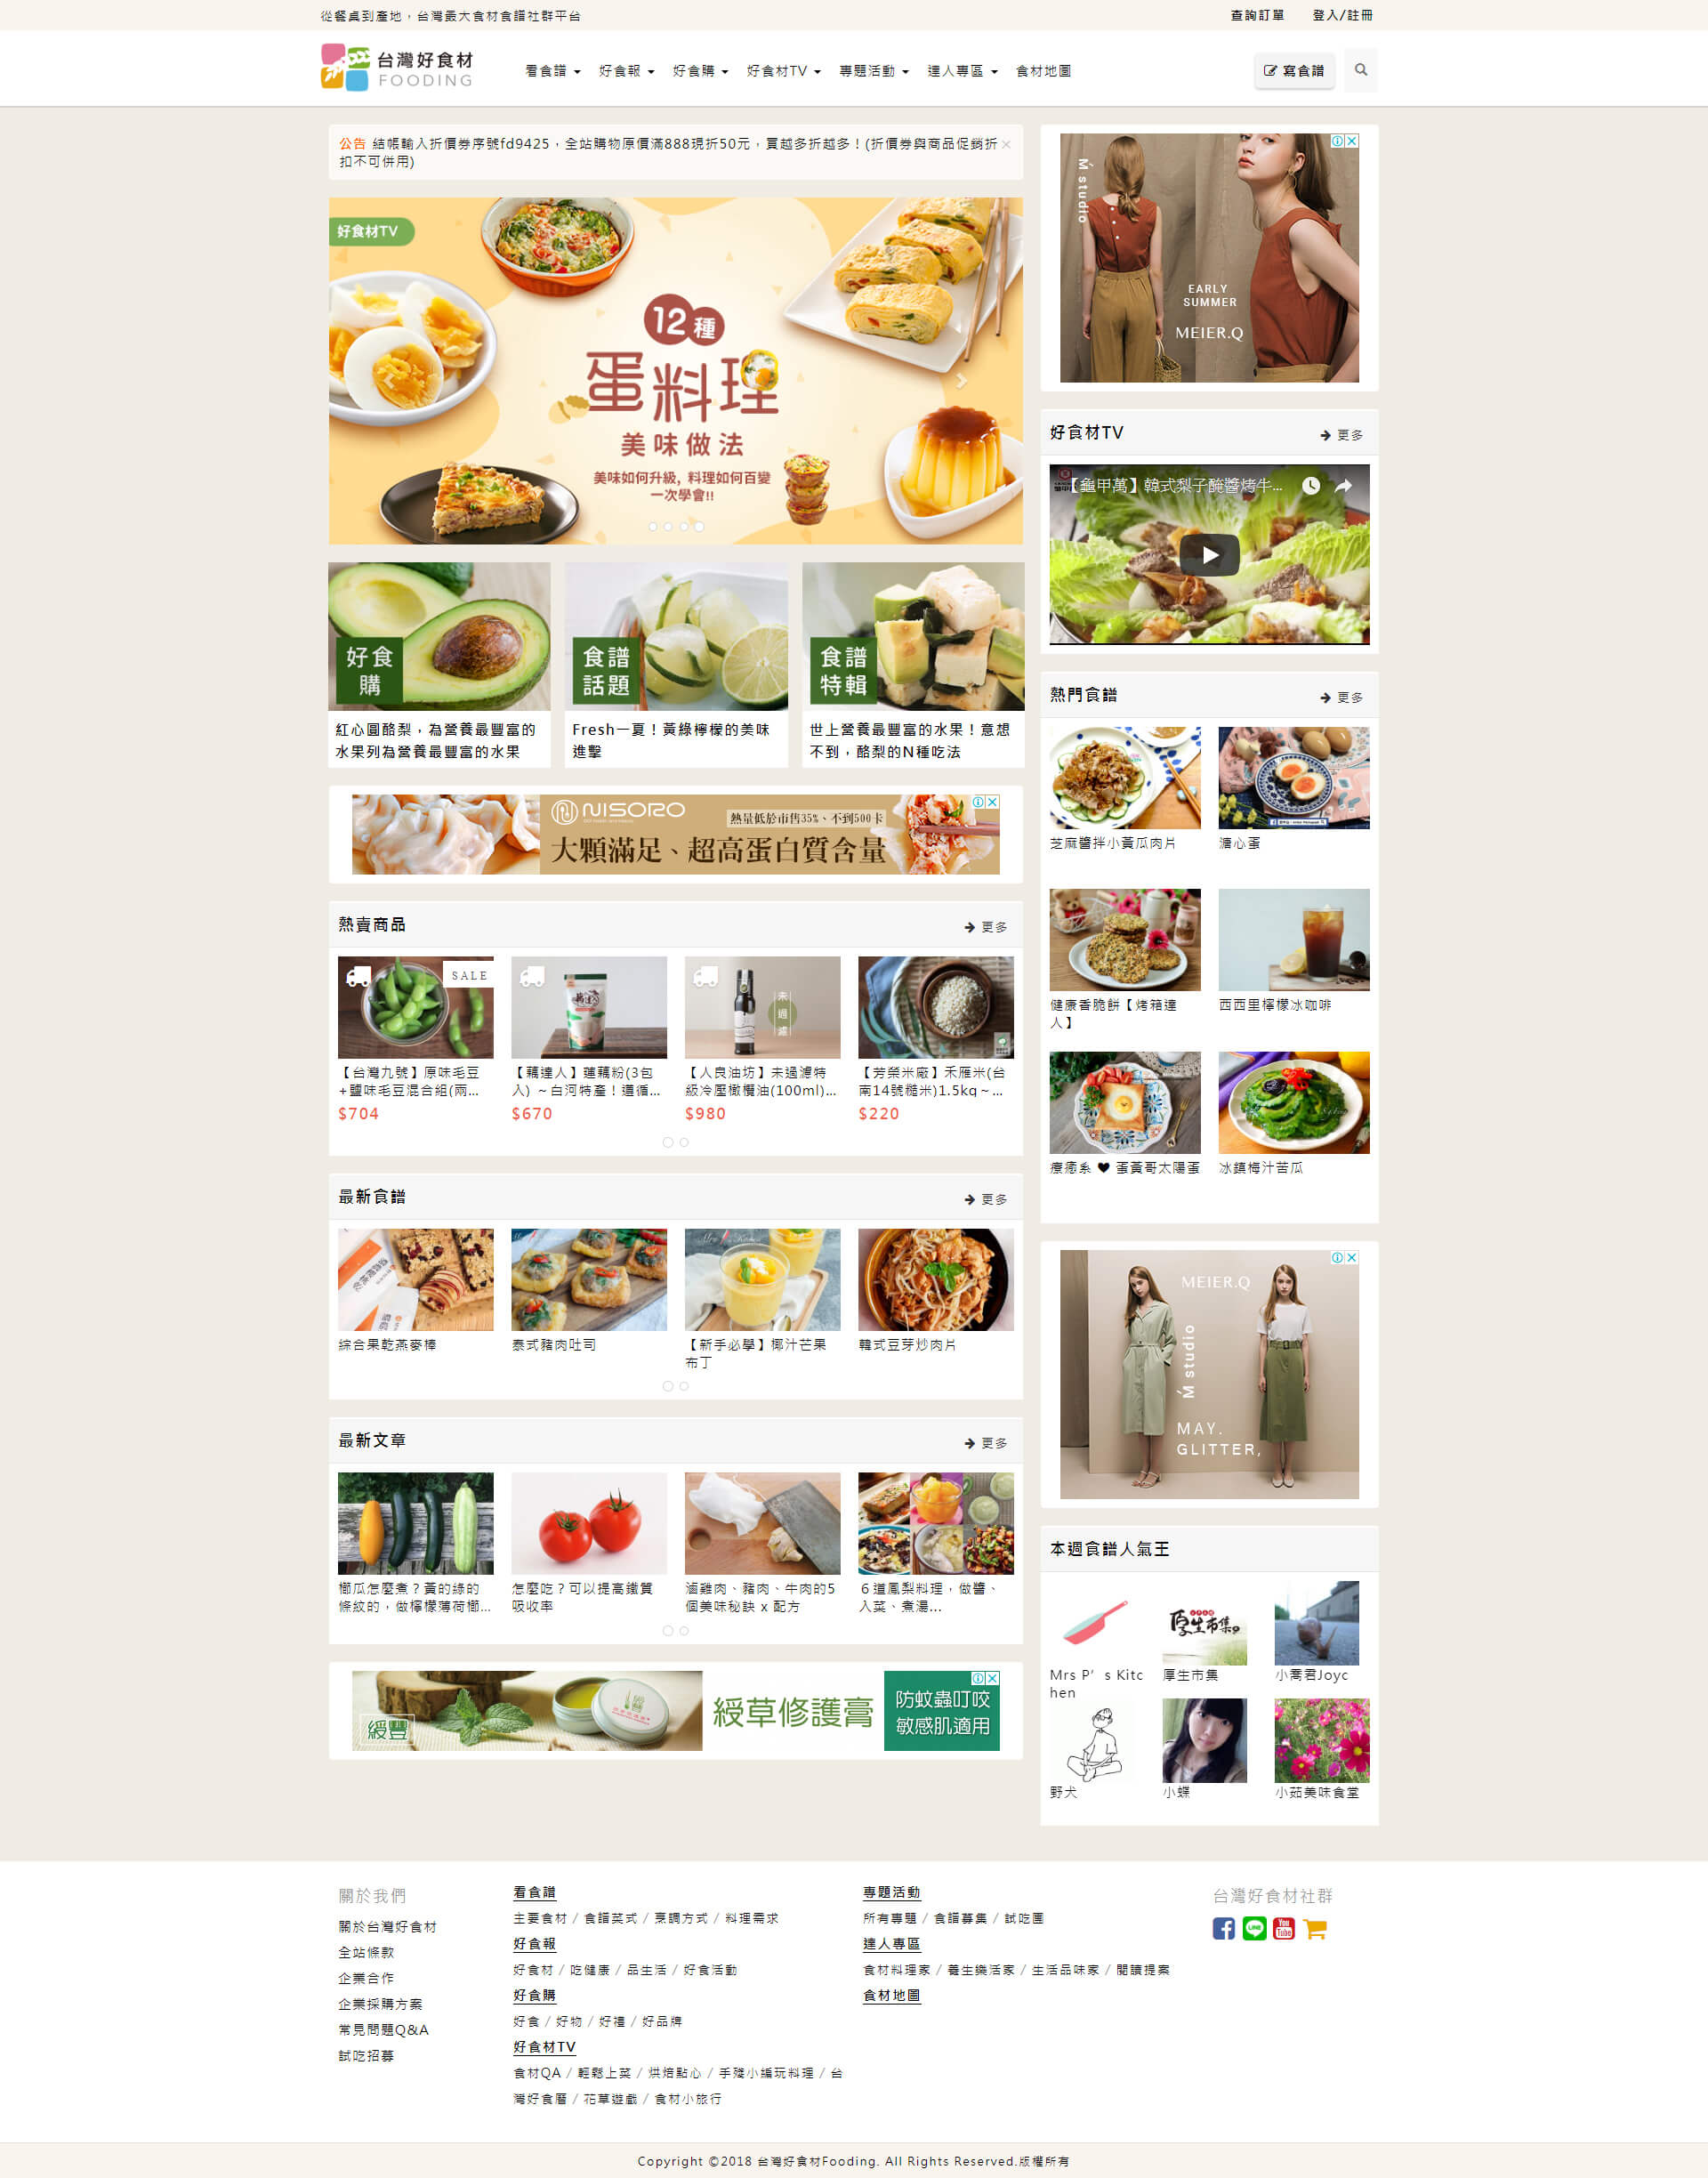 從餐桌到產地，台灣最大食材食譜社群平台
查詢訂單
登入/註冊
台灣好食材
FOODING
看食譜
好食報
好食購
好食材TV
專題活動
達人專區
食材地圖
寫食譜
公告 結帳輸入折價券序號fd9425，全站購物原價滿888現折50元，買越多折越多！(折價券與商品促銷折
扣不可併用)
好食材TV
12種
蛋料理
美味做法
美味如何升級, 料理如何百變
一次學會!!
好食
購
紅心圓酪梨，為營養最豐富的
水果列為營養最豐富的水果
食譜
話題
Fresh一夏！黃綠檸檬的美味
進擊
食譜
特輯
世上營養最豐富的水果！意想
不到，酪梨的N種吃法
NISORO
熱量低於市售35%、不到500卡
大顆滿足、超高蛋白質含量
熱賣商品
更多
SALE
【台灣九號】原味毛豆
+鹽味毛豆混合組(兩...
$704
【藕達人】蓮藕粉(3包
入) ～白河特產！遵循...
$670
未過濾
【人良油坊】未過濾特
級冷壓橄欖油(100ml)...
$980
【芳榮米廠】禾雁米(台
南14號糙米)1.5kg～...
$220
最新食譜
更多
綜合果乾燕麥棒
泰式豬肉吐司
【新手必學】椰汁芒果
布丁
韓式豆芽炒肉片
最新文章
更多
櫛瓜怎麼煮？黃的綠的
條紋的，做檸檬薄荷櫛...
怎麼吃？可以提高鐵質
吸收率
滷雞肉、豬肉、牛肉的5
個美味秘訣 x 配方
６道鳳梨料理，做醬、
入菜、煮湯...
綬豐
綬草修護膏
防蚊蟲叮咬
敏感肌適用
Ḿ studio
EARLY
SUMMER
MEIER.Q
好食材TV
更多
【龜甲萬】韓式梨子醃醬烤牛...
熱門食譜
更多
芝麻醬拌小黃瓜肉片
溏心蛋
健康香脆餅【烤箱達
人】
西西里檸檬冰咖啡
療癒系 ♥ 蛋黃哥太陽蛋
冰鎮梅汁苦瓜
MEIER.Q
Ḿ studio
MAY.
GLITTER,
本週食譜人氣王
Mrs P’s Kitc
hen
厚生市集
厚生市集
小喬君Joyc
野犬
小蝶
小茹美味食堂
關於我們
關於台灣好食材
全站條款
企業合作
企業採購方案
常見問題Q&A
試吃招募
看食譜
主要食材 / 食譜菜式 / 烹調方式 / 料理需求
好食報
好食材 / 吃健康 / 品生活 / 好食活動
好食購
好食 / 好物 / 好禮 / 好品牌
好食材TV
食材QA / 輕鬆上菜 / 烘焙點心 / 手殘小編玩料理 / 台
灣好食曆 / 花草遊戲 / 食材小旅行
專題活動
所有專題 / 食譜募集 / 試吃團
達人專區
食材料理家 / 養生樂活家 / 生活品味家 / 閱讀提案
食材地圖
台灣好食材社群
LINE
You
Tube
Copyright ©2018 台灣好食材Fooding. All Rights Reserved.版權所有